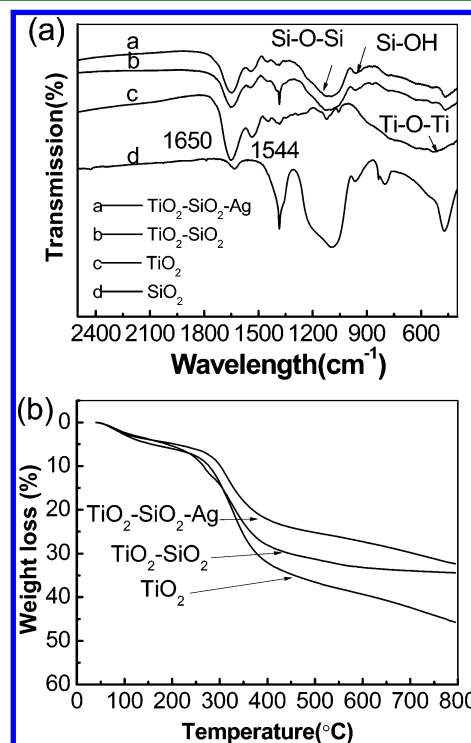 (a)
a
b
c
d
Si-O-Si
Si-OH
Ti-O-Ti
1650
1544
a TiO₂-SiO₂-Ag
b TiO₂-SiO₂
c TiO₂
d SiO₂
Transmission(%)
2400 2100 1800 1500 1200 900 600
Wavelength(cm⁻¹)
(b)
0
10
20
30
40
50
60
Weight loss (%)
TiO₂-SiO₂-Ag
TiO₂-SiO₂
TiO₂
0 100 200 300 400 500 600 700 800
Temperature(°C)